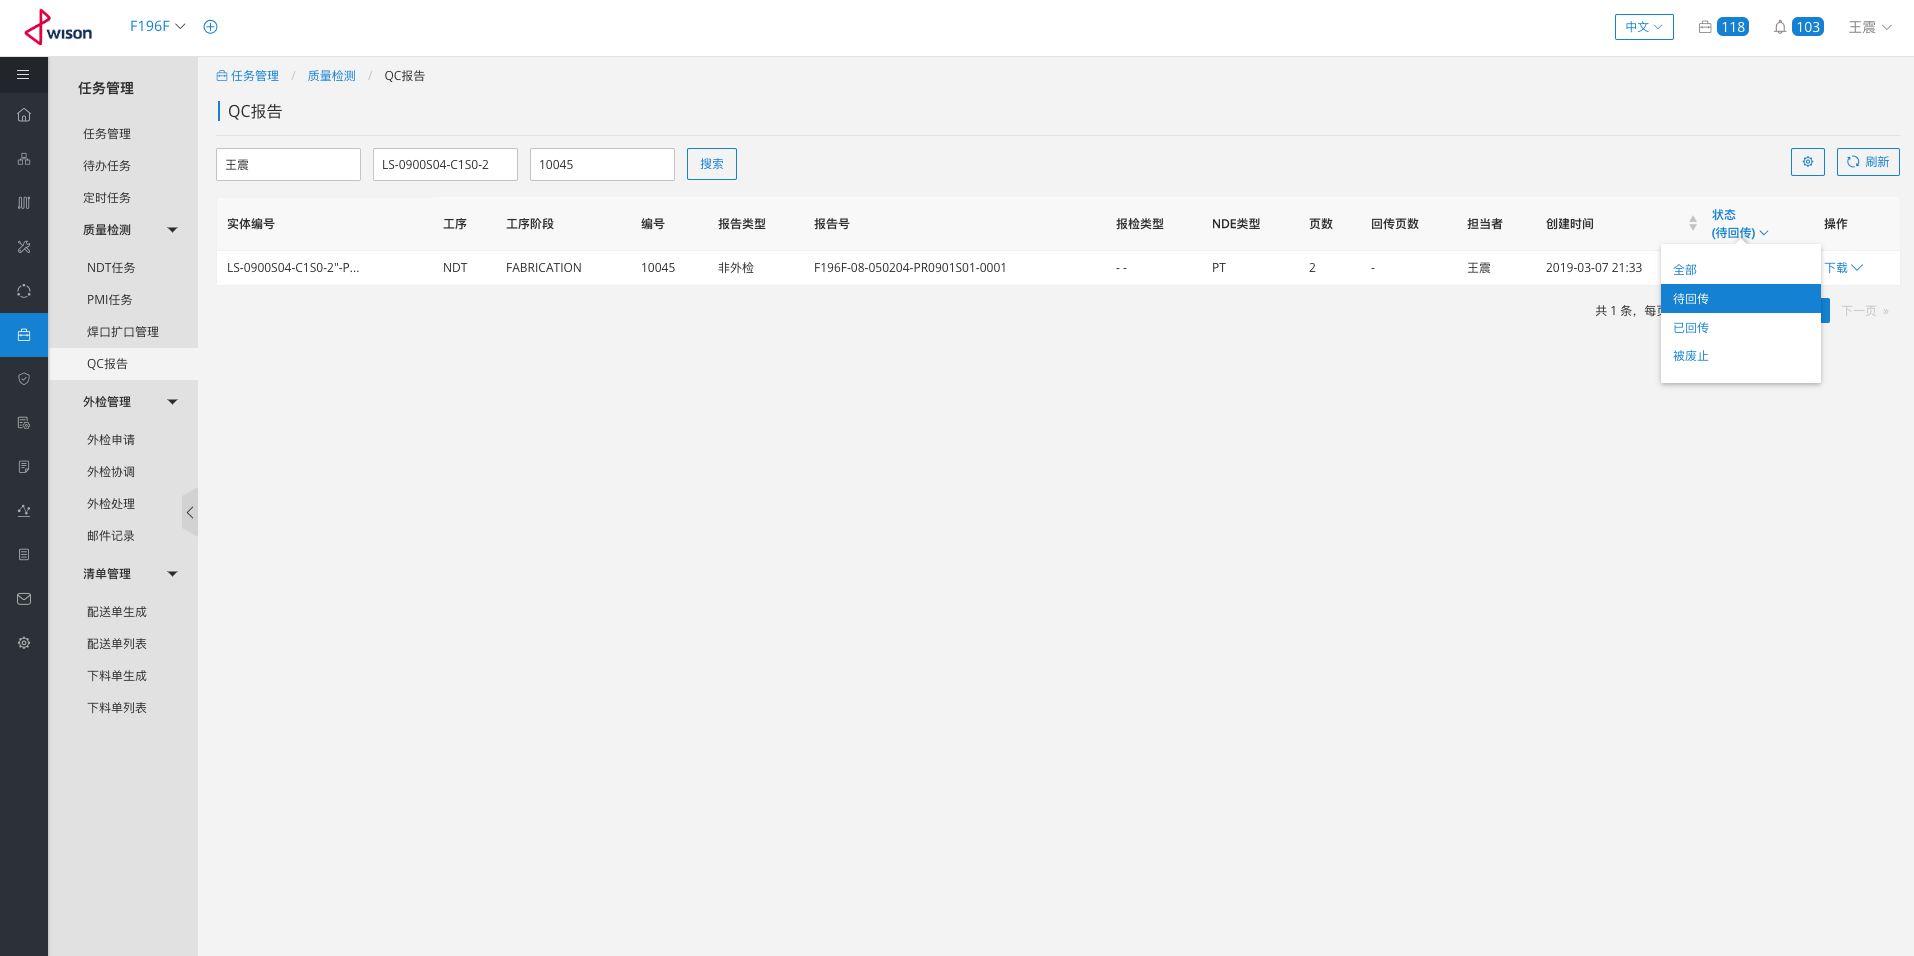 wison
F196F
中文
118
103
王震
任务管理
任务管理
待办任务
定时任务
质量检测
NDT任务
PMI任务
焊口扩口管理
QC报告
外检管理
外检申请
外检协调
外检处理
邮件记录
清单管理
配送单生成
配送单列表
下料单生成
下料单列表
任务管理 / 质量检测 / QC报告
QC报告
王震
LS-0900S04-C1S0-2
10045
搜索
刷新
实体编号 工序 工序阶段 编号 报告类型 报告号 报检类型 NDE类型 页数 回传页数 担当者 创建时间 状态 (待回传) 操作
LS-0900S04-C1S0-2"-P... NDT FABRICATION 10045 非外检 F196F-08-050204-PR0901S01-0001 - - PT 2 - 王震 2019-03-07 21:33 下载
全部
待回传
已回传
被废止
共 1 条，每 下一页 »